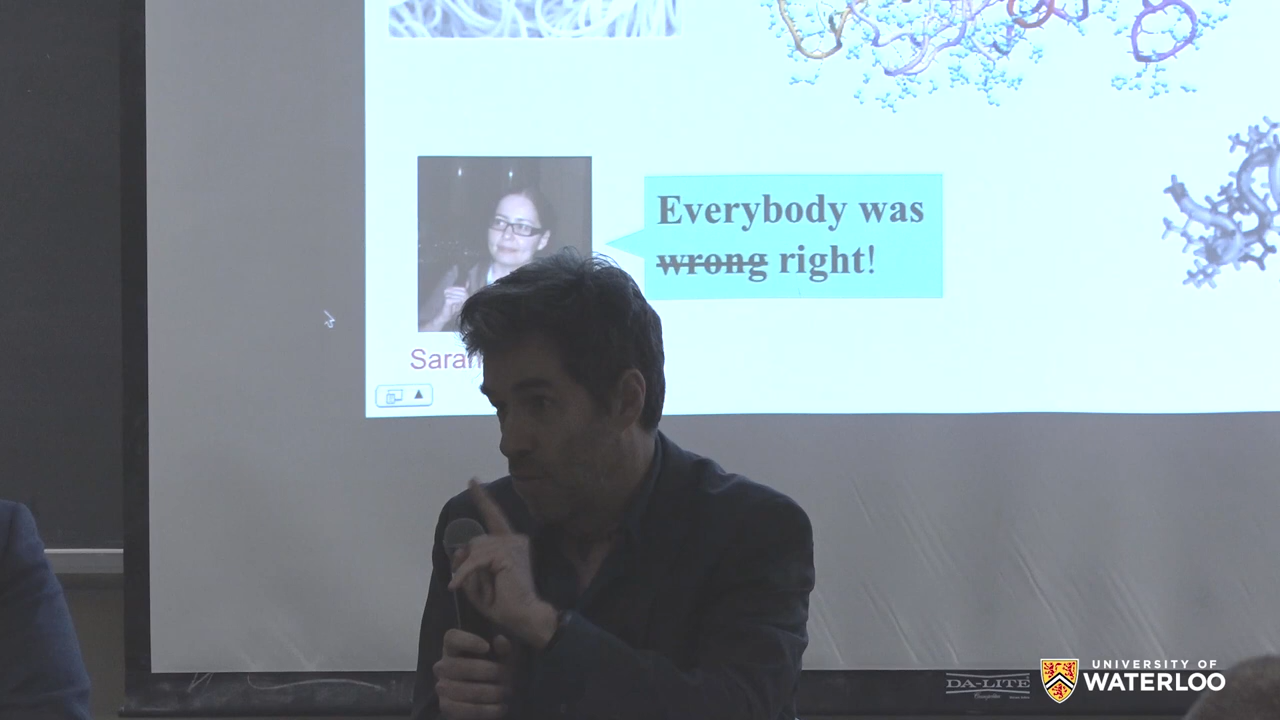 Everybody was
wrong right!
Sarah
DA-LITE
UNIVERSITY OF
WATERLOO